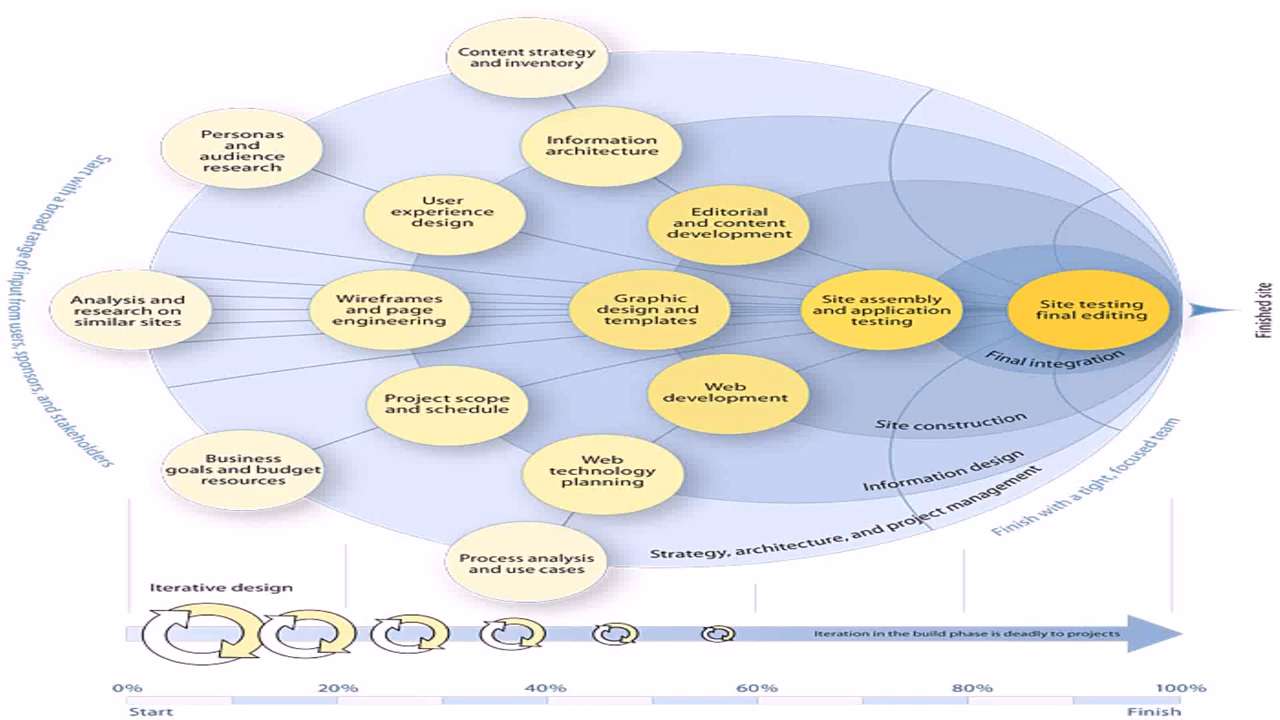 Content strategy
and inventory
Personas
and
audience
research
Information
architecture
User
experience
design
Editorial
and content
development
Start with a broad range of input from users, sponsors, and stakeholders
Analysis and
research on
similar sites
Wireframes
and page
engineering
Graphic
design and
templates
Site assembly
and application
testing
Site testing
final editing
Finished site
Final integration
Project scope
and schedule
Web
development
Site construction
Business
goals and budget
resources
Web
technology
planning
Information design
Finish with a tight, focused team
Process analysis
and use cases
Strategy, architecture, and project management
Iterative design
Iteration in the build phase is deadly to projects
0% 20% 40% 60% 80% 100%
Start Finish